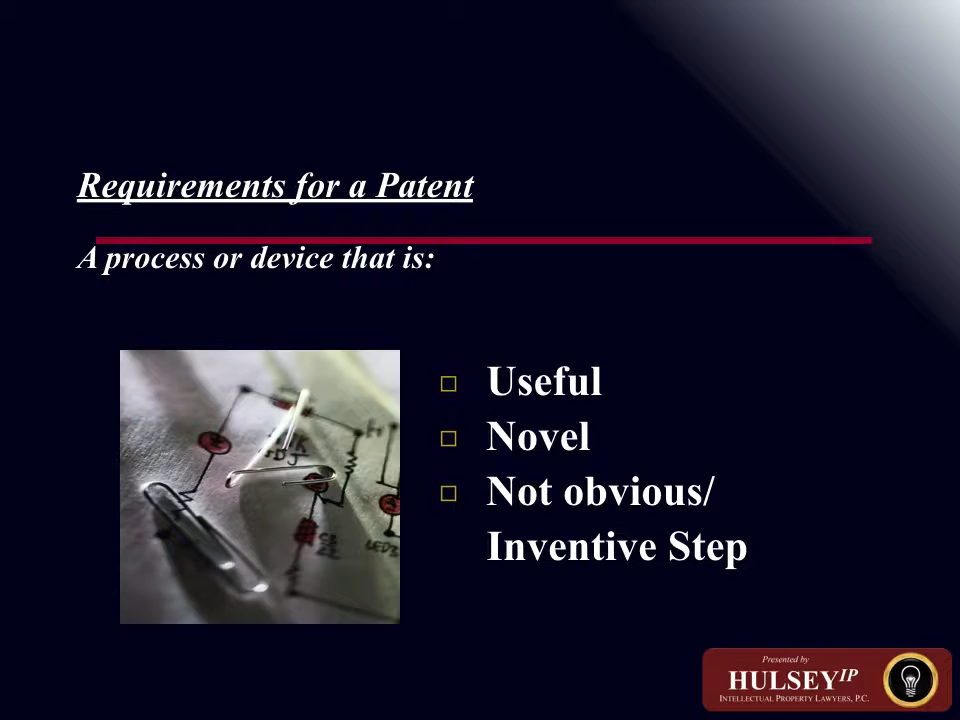 Requirements for a Patent
A process or device that is:
Useful
Novel
Not obvious/
Inventive Step
LED3
Presented by
HULSEY IP
INTELLECTUAL PROPERTY LAWYERS, P.C.